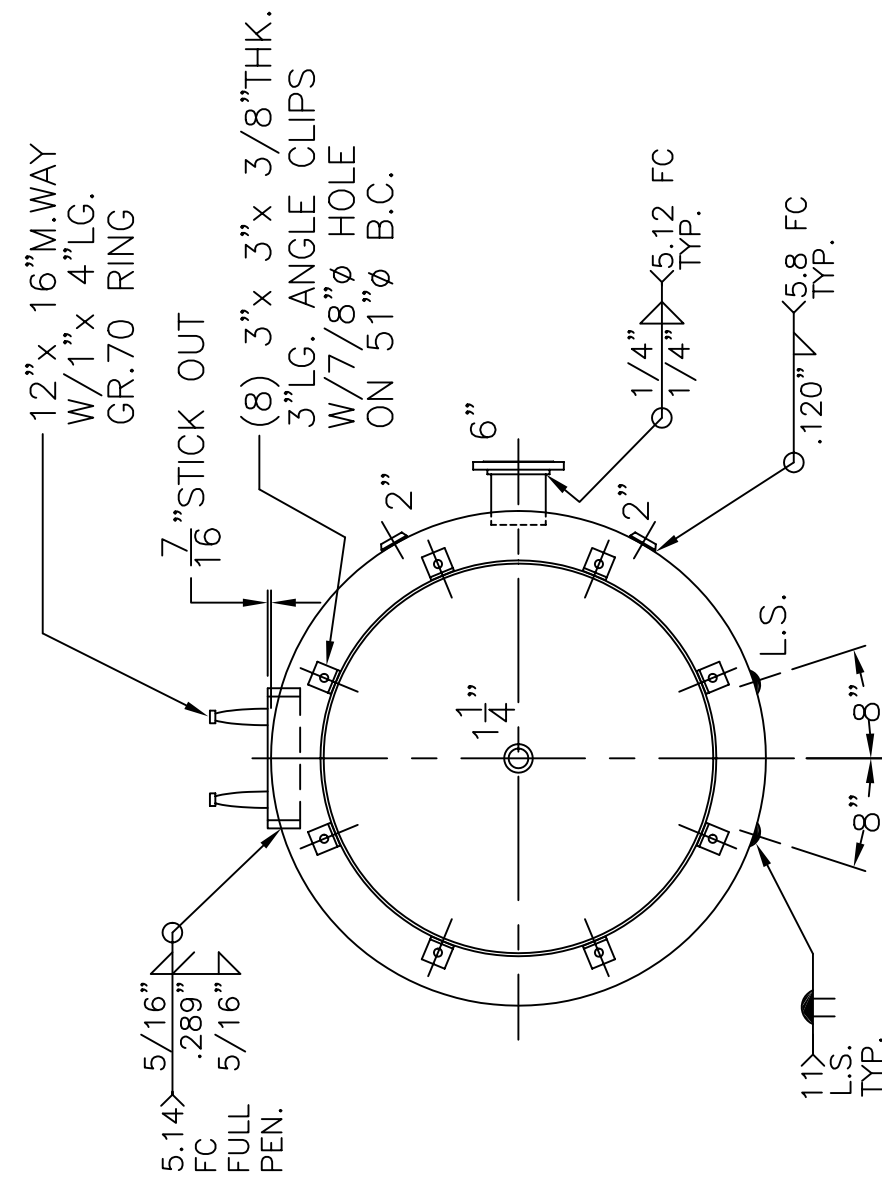 12"x 16"M.WAY
W/1"x 4"LG.
GR.70 RING
7/16"STICK OUT
(8) 3"x 3"x 3/8"THK.
3"LG. ANGLE CLIPS
W/7/8"ø HOLE
ON 51"ø B.C.
5.14
FC
FULL
PEN.
5/16"
.289"
5/16"
2"
6"
2"
1 1/4"
1/4"
1/4"
5.12 FC
TYP.
.120"
5.8 FC
TYP.
L.S.
8"
8"
11
L.S.
TYP.